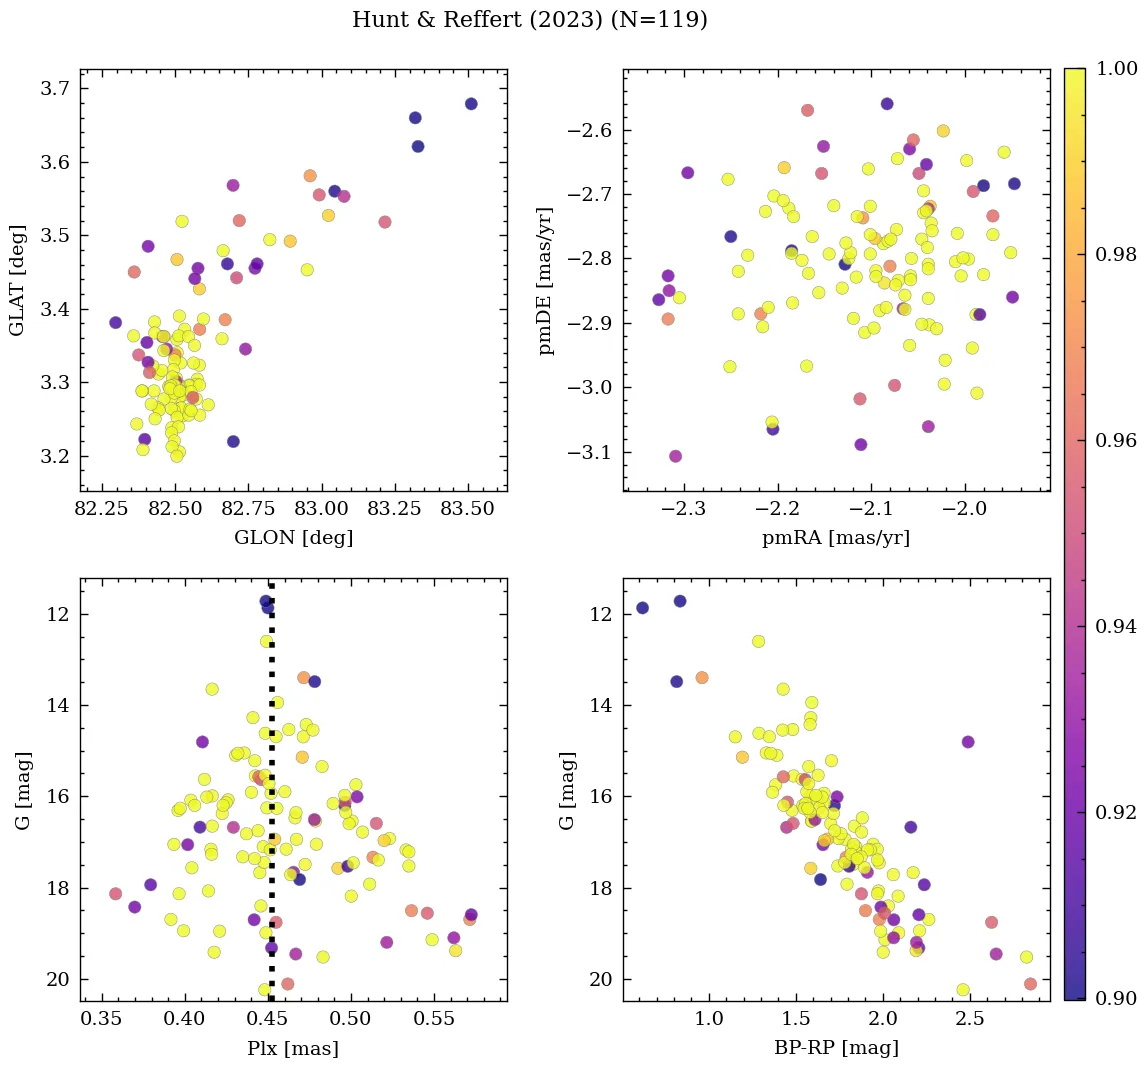 Hunt & Reffert (2023) (N=119)
3.7
3.6
3.5
3.4
3.3
3.2
GLAT [deg]
82.25 82.50 82.75 83.00 83.25 83.50
GLON [deg]
−2.6
−2.7
−2.8
−2.9
−3.0
−3.1
pmDE [mas/yr]
−2.3 −2.2 −2.1 −2.0
pmRA [mas/yr]
12
14
16
18
20
G [mag]
0.35 0.40 0.45 0.50 0.55
Plx [mas]
12
14
16
18
20
G [mag]
1.0 1.5 2.0 2.5
BP-RP [mag]
1.00
0.98
0.96
0.94
0.92
0.90